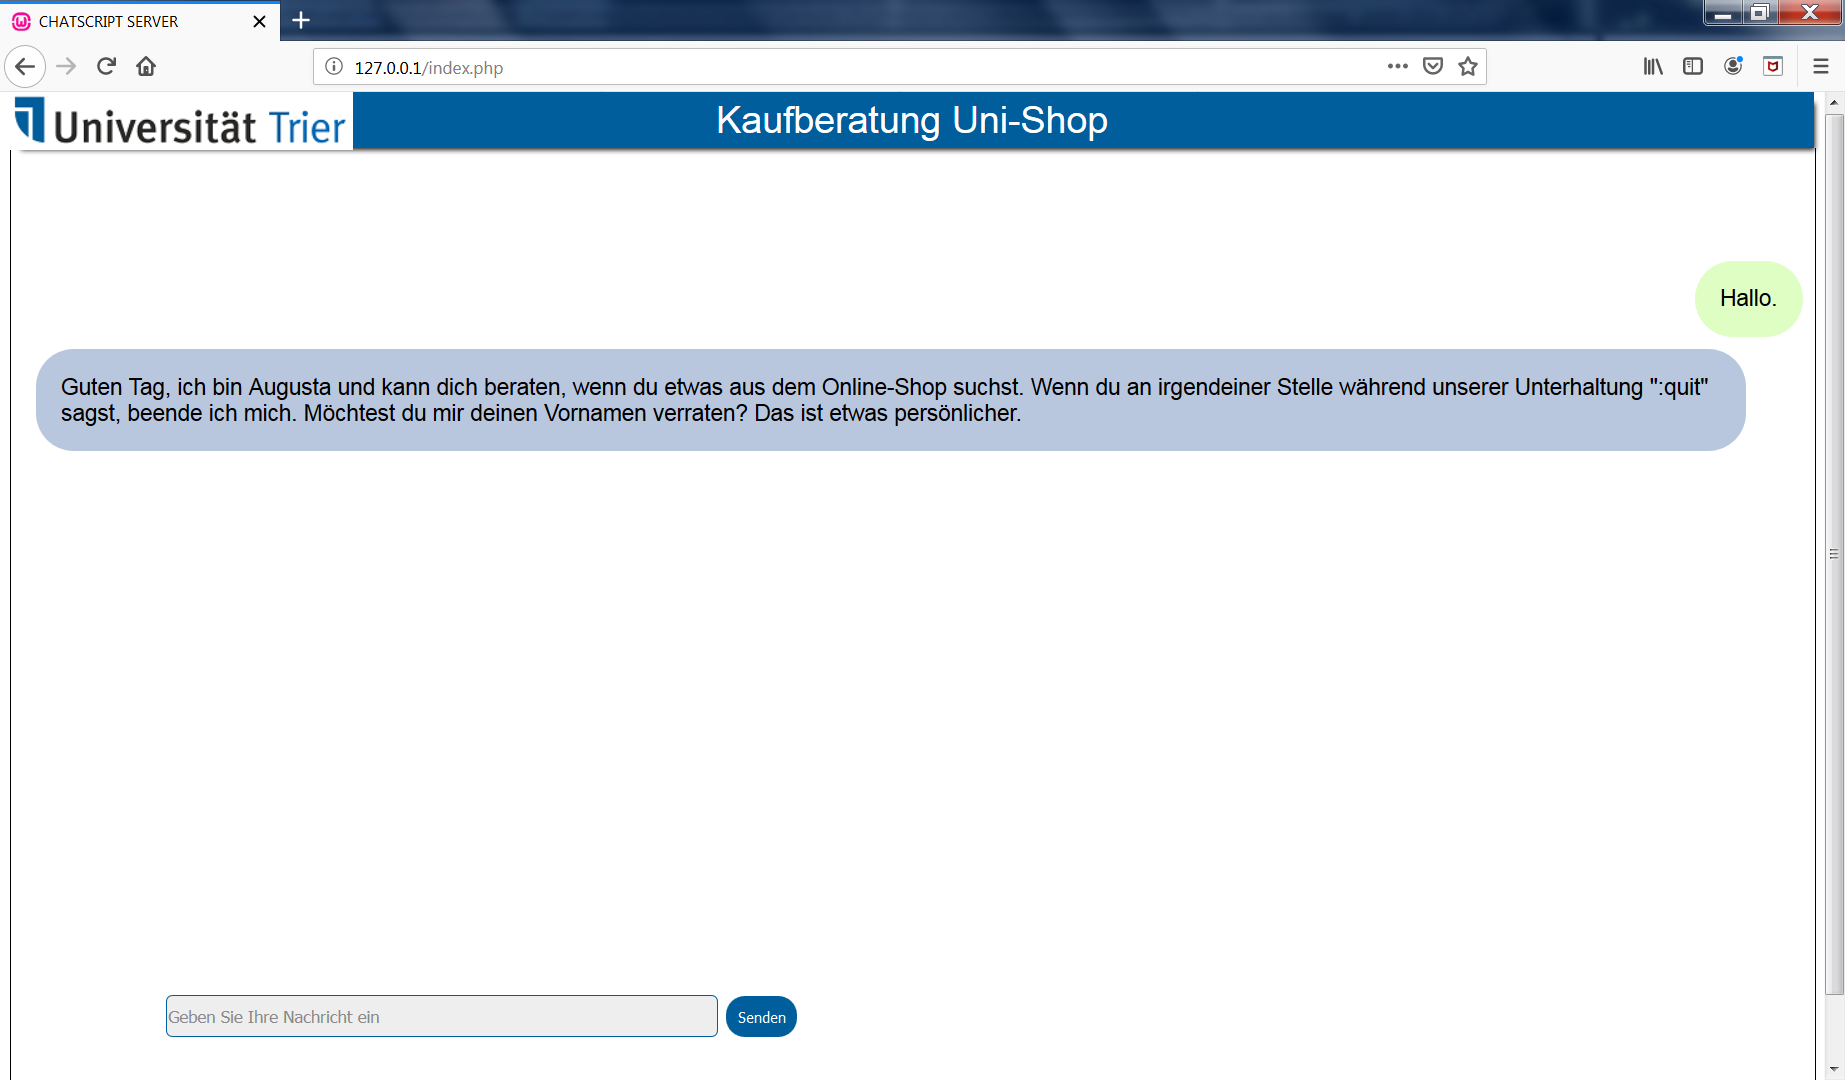 CHATSCRIPT SERVER
127.0.0.1/index.php
Universität Trier
Kaufberatung Uni-Shop
Hallo.
Guten Tag, ich bin Augusta und kann dich beraten, wenn du etwas aus dem Online-Shop suchst. Wenn du an irgendeiner Stelle während unserer Unterhaltung ":quit"
sagst, beende ich mich. Möchtest du mir deinen Vornamen verraten? Das ist etwas persönlicher.
Geben Sie Ihre Nachricht ein
Senden